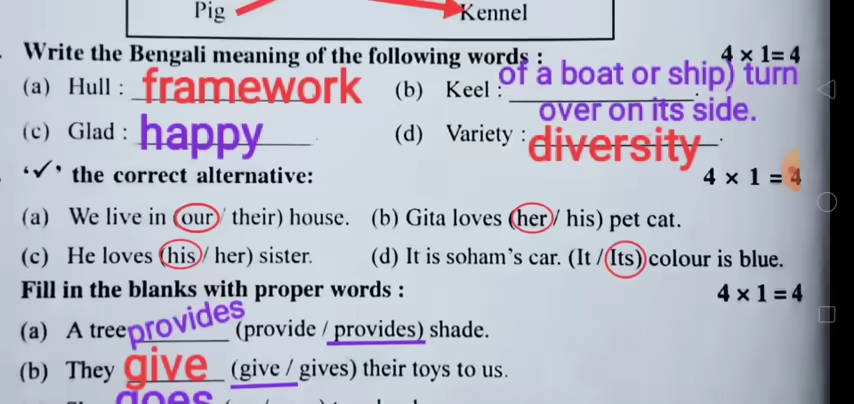 Pig Kennel
Write the Bengali meaning of the following words : 4 × 1= 4
(a) Hull : framework (b) Keel : of a boat or ship) turn over on its side.
(c) Glad : happy (d) Variety : diversity
'✓' the correct alternative: 4 × 1 = 4
(a) We live in (our/ their) house. (b) Gita loves (her/ his) pet cat.
(c) He loves (his/ her) sister. (d) It is soham's car. (It / Its) colour is blue.
Fill in the blanks with proper words : 4 × 1 = 4
(a) A tree provides (provide / provides) shade.
(b) They give (give / gives) their toys to us.
goes